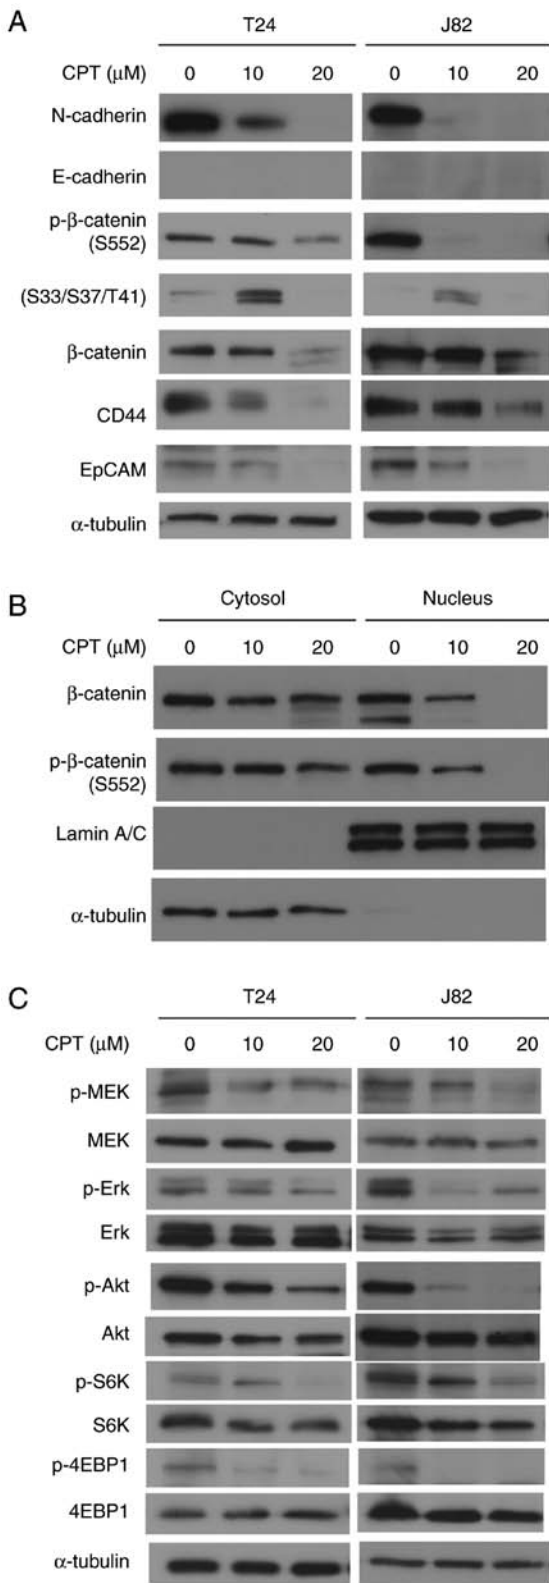 A
T24 J82
CPT (μM) 0 10 20 0 10 20
N-cadherin
E-cadherin
p-β-catenin
(S552)
(S33/S37/T41)
β-catenin
CD44
EpCAM
α-tubulin
B
Cytosol Nucleus
CPT (μM) 0 10 20 0 10 20
β-catenin
p-β-catenin
(S552)
Lamin A/C
α-tubulin
C
T24 J82
CPT (μM) 0 10 20 0 10 20
p-MEK
MEK
p-Erk
Erk
p-Akt
Akt
p-S6K
S6K
p-4EBP1
4EBP1
α-tubulin